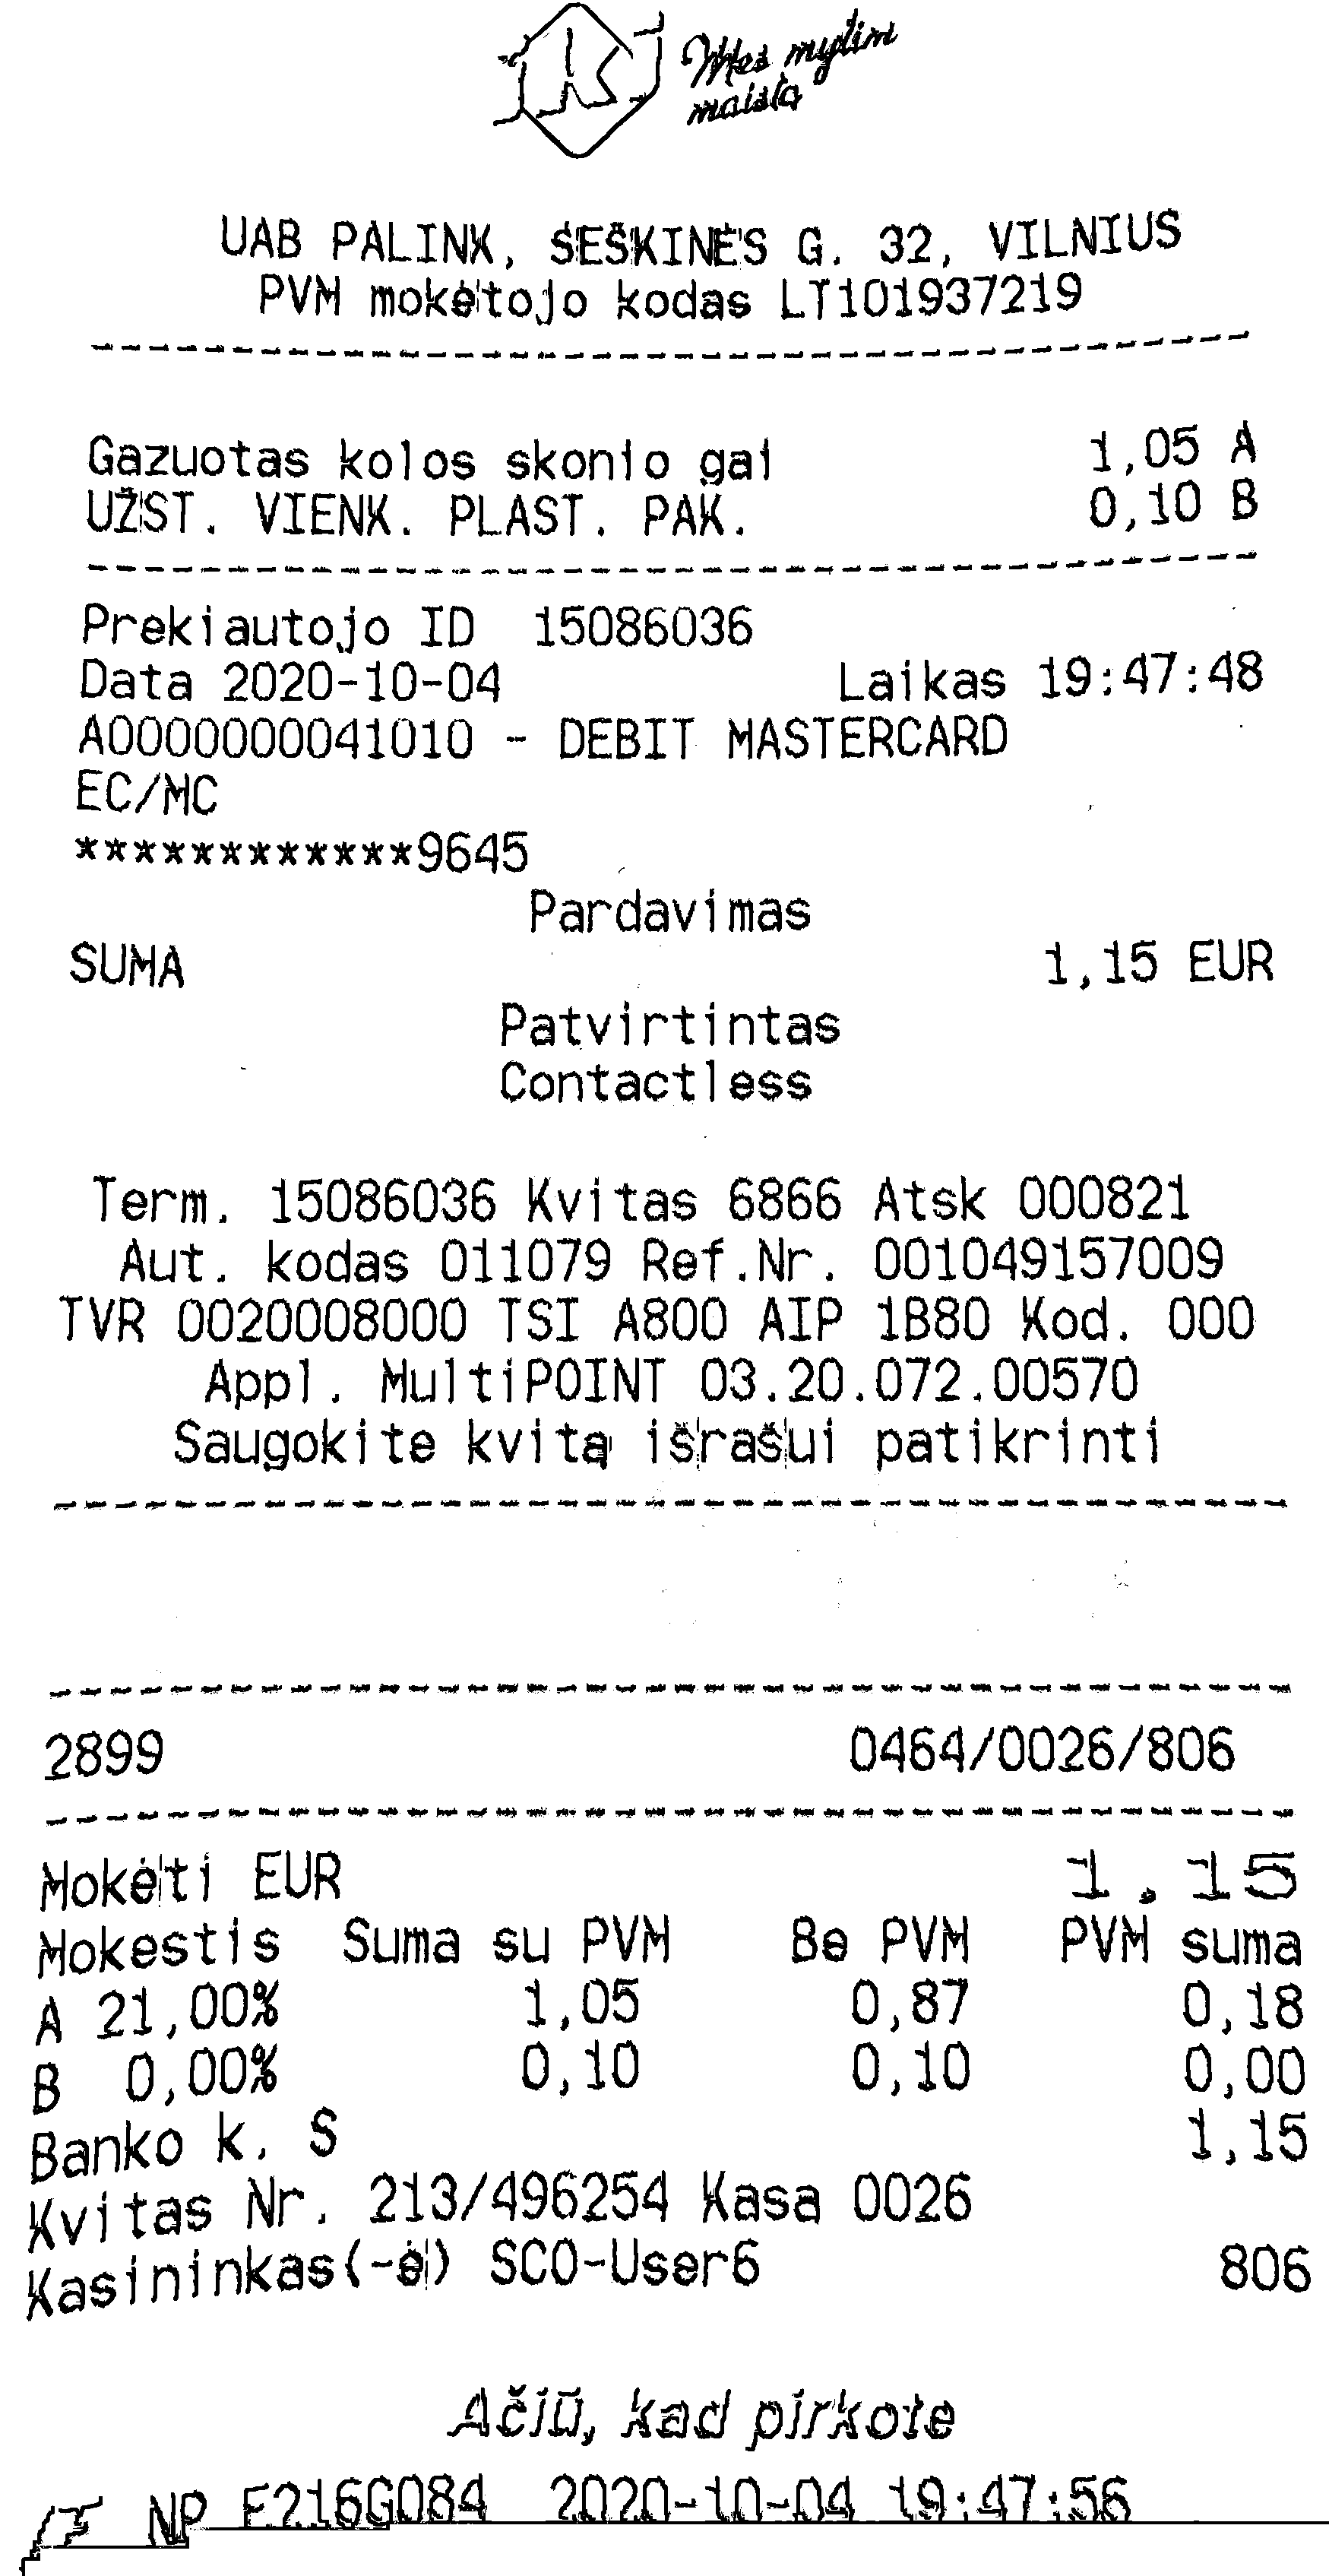 Mes mylim
maistą
UAB PALINK, ŠEŠKINĖS G. 32, VILNIUS
PVM mokėtojo kodas LT101937219
Gazuotas kolos skonio gai 1,05 A
UŽST. VIENK. PLAST. PAK. 0,10 B
Prekiautojo ID 15086036
Data 2020-10-04 Laikas 19:47:48
A0000000041010 - DEBIT MASTERCARD
EC/MC
************9645
Pardavimas
SUMA 1,15 EUR
Patvirtintas
Contactless
Term. 15086036 Kvitas 6866 Atsk 000821
Aut. kodas 011079 Ref.Nr. 001049157009
TVR 0020008000 TSI A800 AIP 1B80 Kod. 000
Appl. MultiPOINT 03.20.072.00570
Saugokite kvitą išrašui patikrinti
2899 0464/0026/806
Mokėti EUR 1.15
Mokestis Suma su PVM Be PVM PVM suma
A 21,00% 1,05 0,87 0,18
B 0,00% 0,10 0,10 0,00
Banko k. S 1,15
Kvitas Nr. 213/496254 Kasa 0026
Kasininkas(-ė) SCO-User6 806
Ačiū, kad pirkote
NP E216G084 2020-10-04 19:47:56